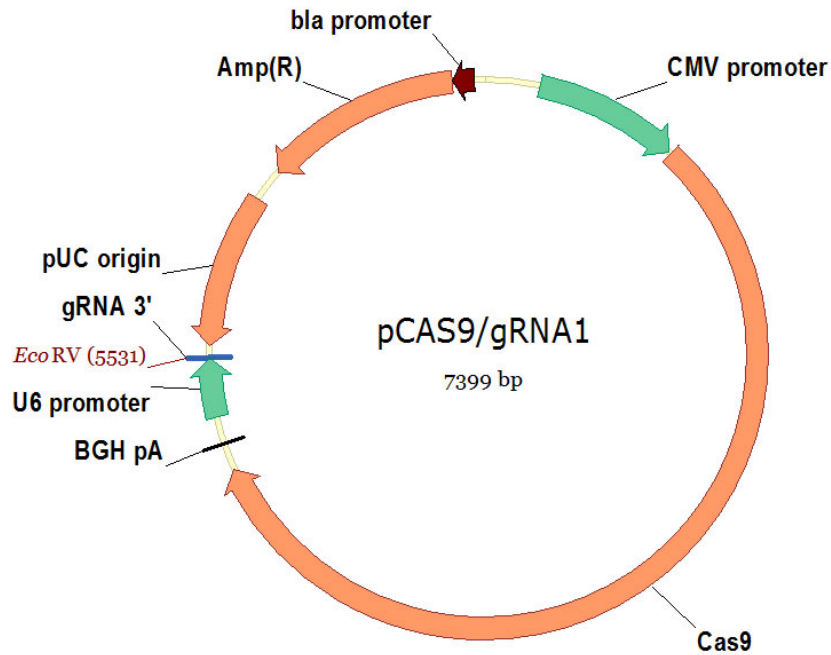 bla promoter
Amp(R)
CMV promoter
pUC origin
gRNA 3'
EcoRV (5531)
U6 promoter
BGH pA
pCAS9/gRNA1
7399 bp
Cas9